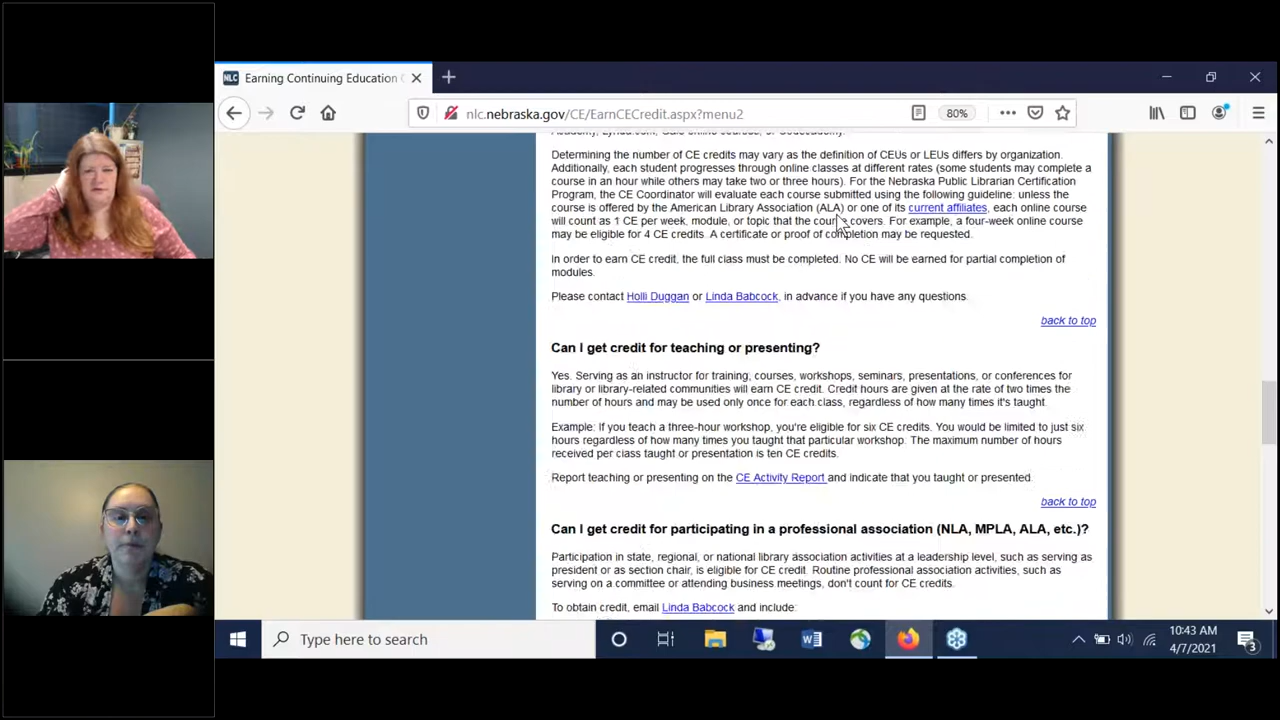 Earning Continuing Education C
nlc.nebraska.gov/CE/EarnCECredit.aspx?menu2
80%
Academy, Lynda.com, Gale online courses, or Codecademy.
Determining the number of CE credits may vary as the definition of CEUs or LEUs differs by organization.
Additionally, each student progresses through online classes at different rates (some students may complete a
course in an hour while others may take two or three hours). For the Nebraska Public Librarian Certification
Program, the CE Coordinator will evaluate each course submitted using the following guideline: unless the
course is offered by the American Library Association (ALA) or one of its current affiliates, each online course
will count as 1 CE per week, module, or topic that the course covers. For example, a four-week online course
may be eligible for 4 CE credits. A certificate or proof of completion may be requested.
In order to earn CE credit, the full class must be completed. No CE will be earned for partial completion of
modules.
Please contact Holli Duggan or Linda Babcock, in advance if you have any questions.
back to top
Can I get credit for teaching or presenting?
Yes. Serving as an instructor for training, courses, workshops, seminars, presentations, or conferences for
library or library-related communities will earn CE credit. Credit hours are given at the rate of two times the
number of hours and may be used only once for each class, regardless of how many times it's taught.
Example: If you teach a three-hour workshop, you're eligible for six CE credits. You would be limited to just six
hours regardless of how many times you taught that particular workshop. The maximum number of hours
received per class taught or presentation is ten CE credits.
Report teaching or presenting on the CE Activity Report and indicate that you taught or presented.
back to top
Can I get credit for participating in a professional association (NLA, MPLA, ALA, etc.)?
Participation in state, regional, or national library association activities at a leadership level, such as serving as
president or as section chair, is eligible for CE credit. Routine professional association activities, such as
serving on a committee or attending business meetings, don't count for CE credits.
To obtain credit, email Linda Babcock and include:
Type here to search
10:43 AM
4/7/2021
3